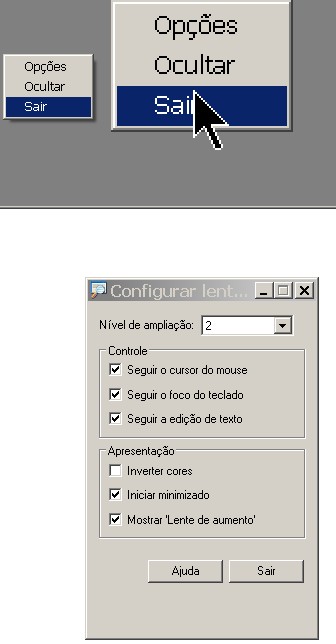 Opções
Ocultar
Sair
Opções
Ocultar
Sair
Configurar lent...
Nível de ampliação: 2
Controle
Seguir o cursor do mouse
Seguir o foco do teclado
Seguir a edição de texto
Apresentação
Inverter cores
Iniciar minimizado
Mostrar 'Lente de aumento'
Ajuda Sair